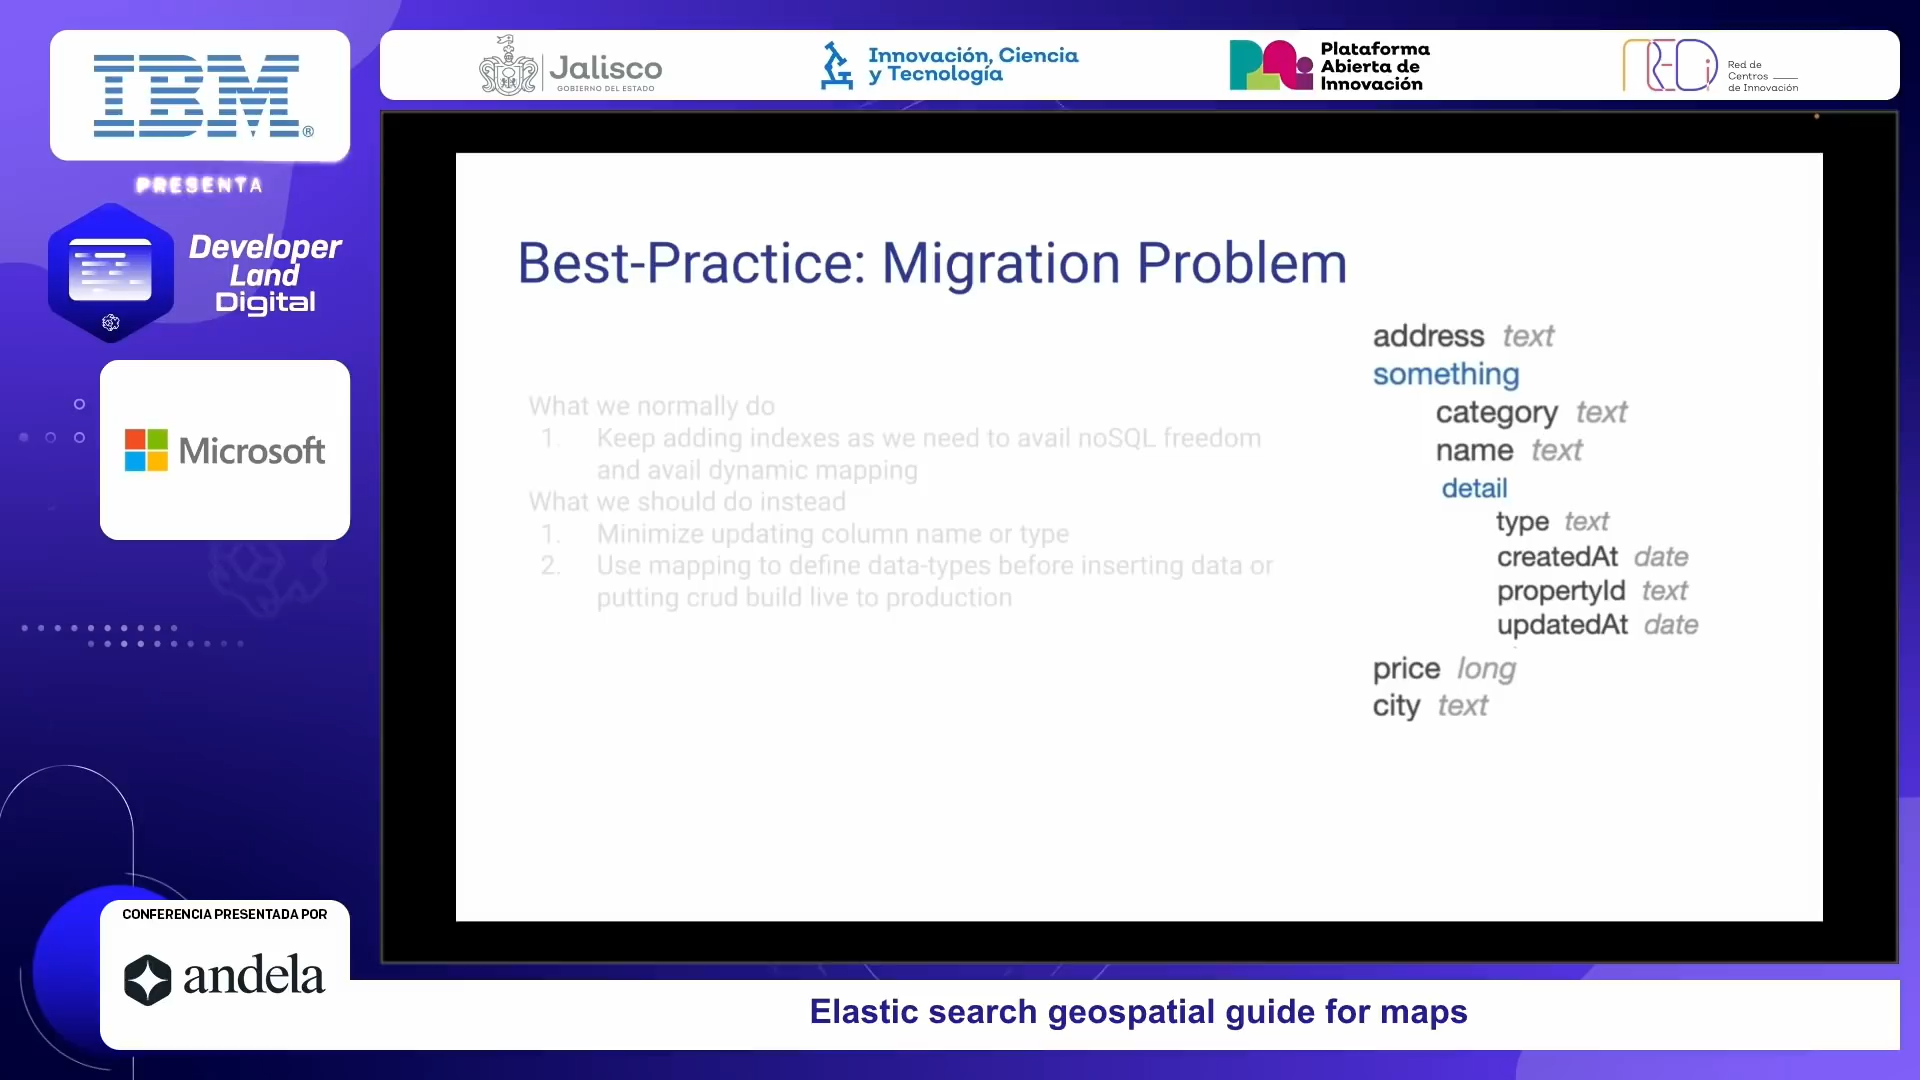 IBM®
PRESENTA
Developer
Land
Digital
Microsoft
CONFERENCIA PRESENTADA POR
andela
Jalisco
GOBIERNO DEL ESTADO
Innovación, Ciencia
y Tecnología
Plataforma
Abierta de
Innovación
REDi
Red de
Centros
de Innovación
Best-Practice: Migration Problem
What we normally do
1. Keep adding indexes as we need to avail noSQL freedom
and avail dynamic mapping
What we should do instead
1. Minimize updating column name or type
2. Use mapping to define data-types before inserting data or
putting crud build live to production
address text
something
category text
name text
detail
type text
createdAt date
propertyId text
updatedAt date
price long
city text
Elastic search geospatial guide for maps